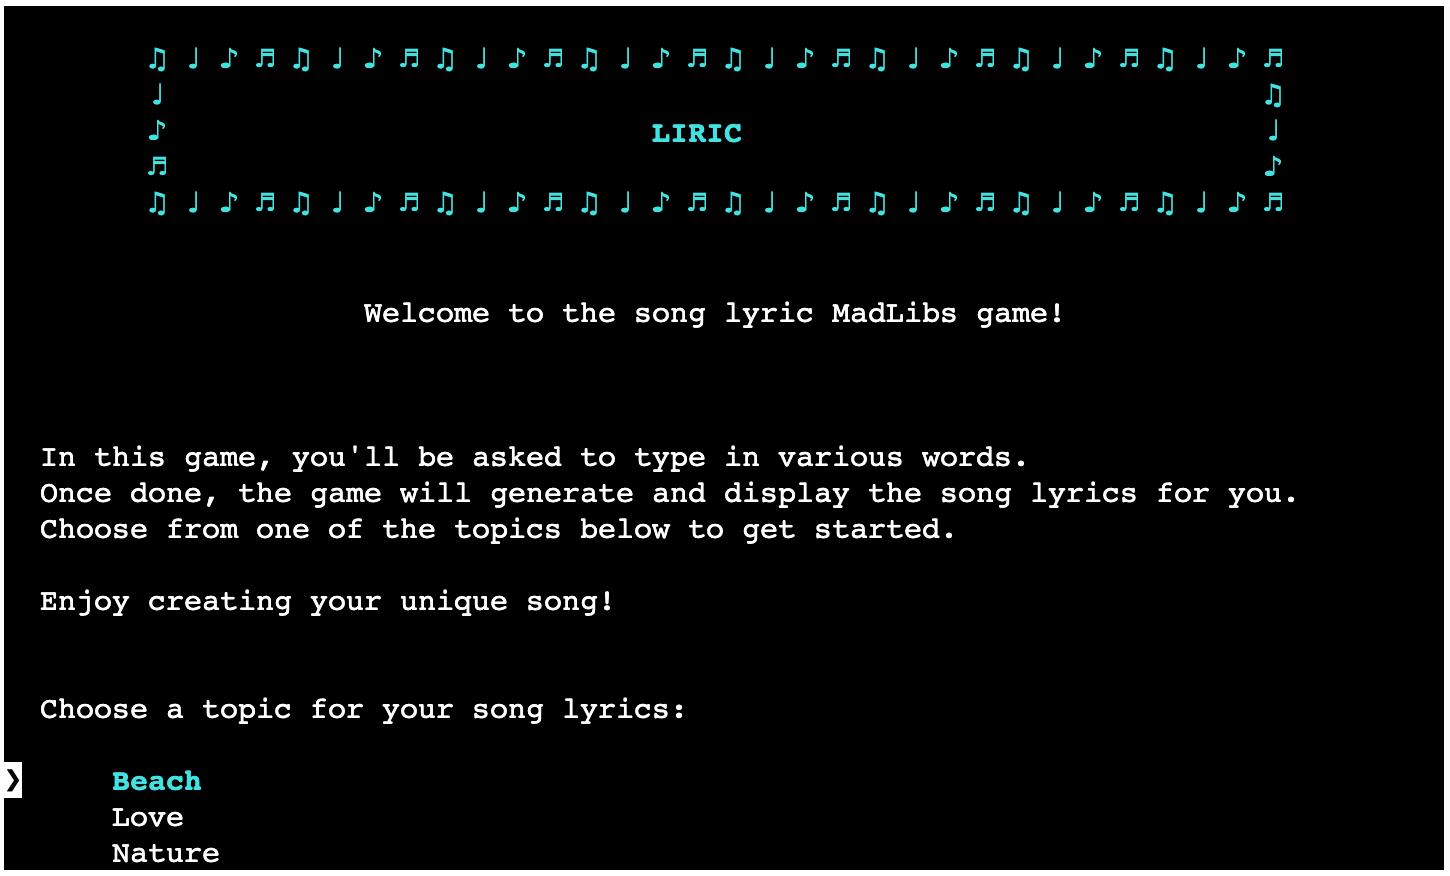 ♫ ♩ ♪ ♬ ♫ ♩ ♪ ♬ ♫ ♩ ♪ ♬ ♫ ♩ ♪ ♬ ♫ ♩ ♪ ♬ ♫ ♩ ♪ ♬ ♫ ♩ ♪ ♬ ♫ ♩ ♪ ♬
♩ ♫
♪ LIRIC ♩
♬ ♪
♫ ♩ ♪ ♬ ♫ ♩ ♪ ♬ ♫ ♩ ♪ ♬ ♫ ♩ ♪ ♬ ♫ ♩ ♪ ♬ ♫ ♩ ♪ ♬ ♫ ♩ ♪ ♬ ♫ ♩ ♪ ♬
Welcome to the song lyric MadLibs game!
In this game, you'll be asked to type in various words.
Once done, the game will generate and display the song lyrics for you.
Choose from one of the topics below to get started.
Enjoy creating your unique song!
Choose a topic for your song lyrics:
❯ Beach
Love
Nature